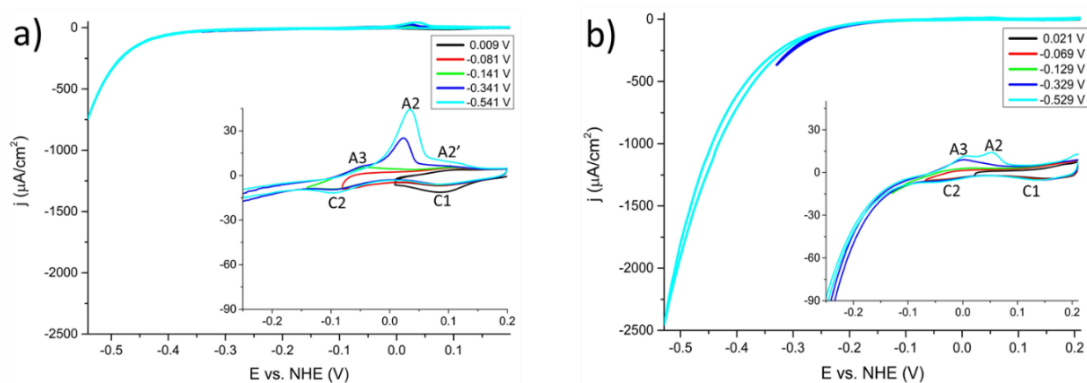 a)
0
-500
-1000
-1500
-2000
-2500
j (µA/cm²)
-0.5 -0.4 -0.3 -0.2 -0.1 0.0 0.1 0.2
E vs. NHE (V)
0.009 V
-0.081 V
-0.141 V
-0.341 V
-0.541 V
30
0
-30
-60
-90
-0.2 -0.1 0.0 0.1 0.2
A2
A3
A2’
C2
C1
b)
0
-500
-1000
-1500
-2000
-2500
j (µA/cm²)
-0.5 -0.4 -0.3 -0.2 -0.1 0.0 0.1 0.2
E vs. NHE (V)
0.021 V
-0.069 V
-0.129 V
-0.329 V
-0.529 V
30
0
-30
-60
-90
-0.2 -0.1 0.0 0.1 0.2
A3 A2
C2 C1